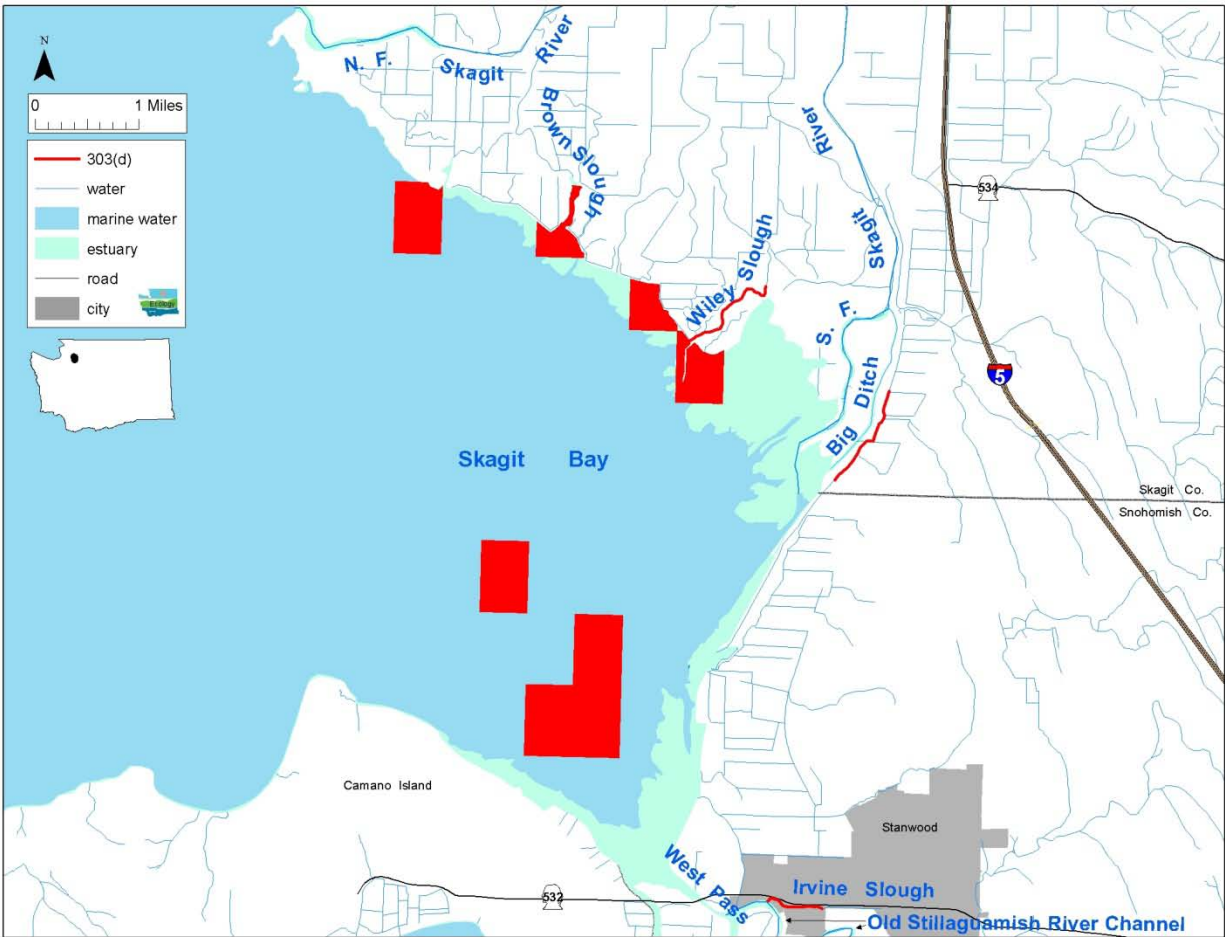 N
0 1 Miles
303(d)
water
marine water
estuary
road
city
Ecology
N. F. Skagit River
Brown Slough
Wiley Slough
S. F. Skagit River
Big Ditch
534
5
Skagit Bay
Skagit Co.
Snohomish Co.
Camano Island
Stanwood
West Pass
532
Irvine Slough
Old Stillaguamish River Channel